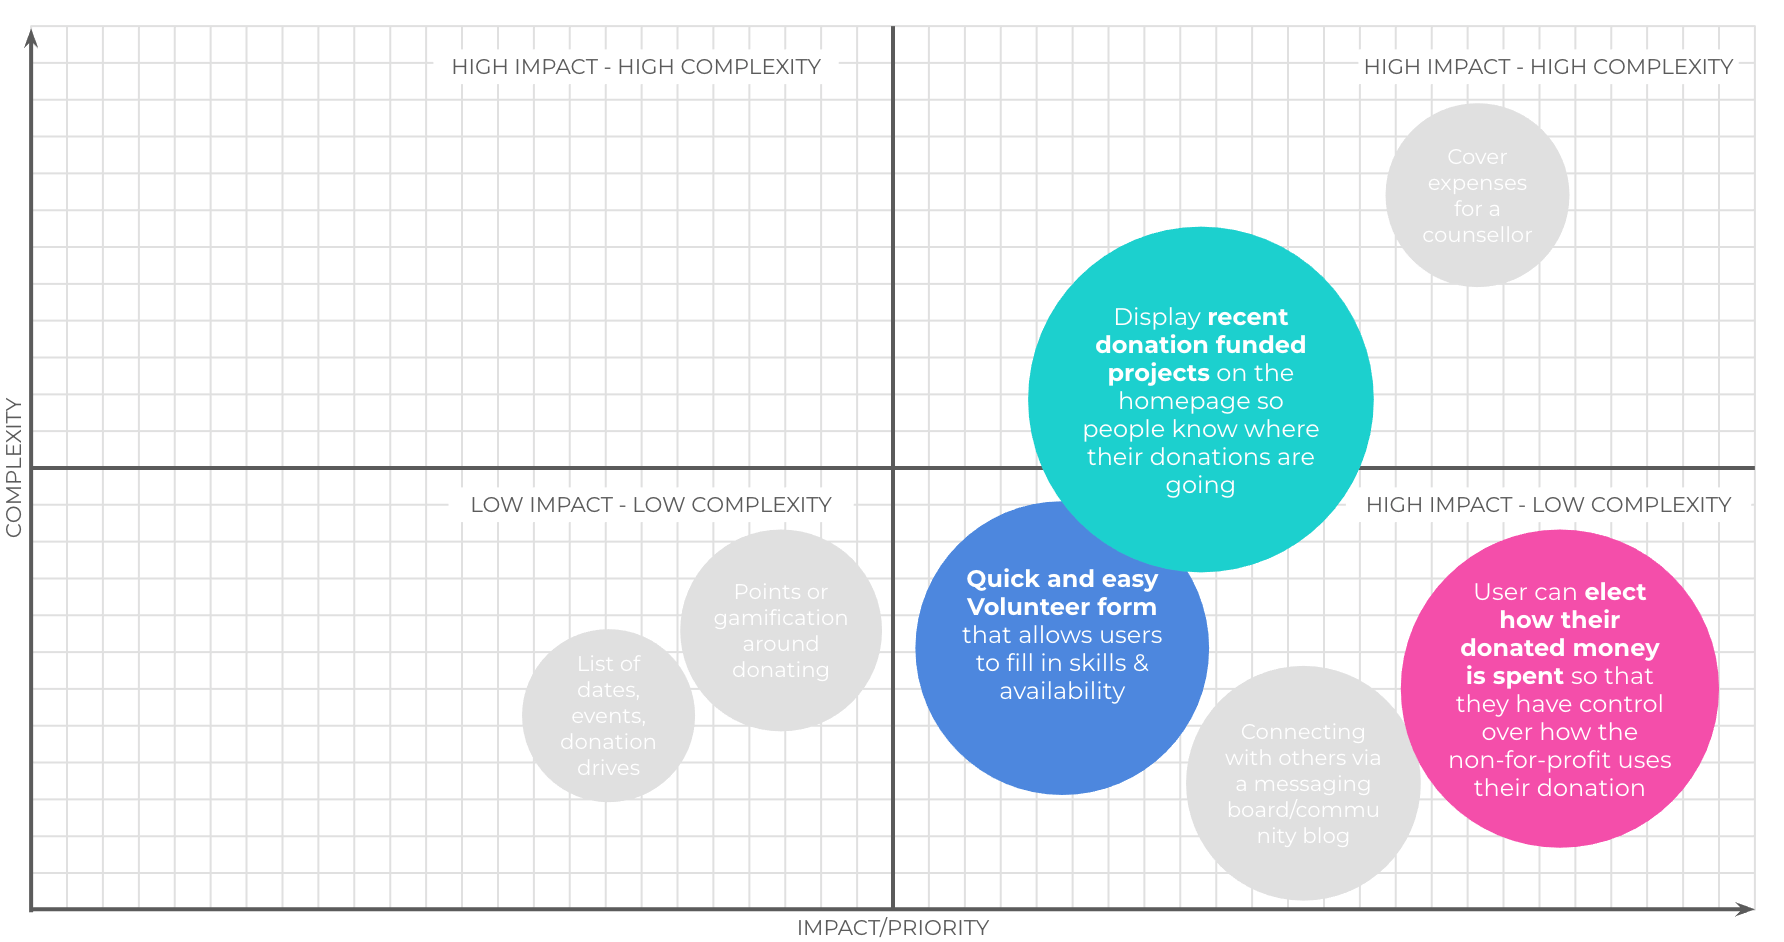 HIGH IMPACT - HIGH COMPLEXITY
HIGH IMPACT - HIGH COMPLEXITY
Cover
expenses
for a
counsellor
Display recent
donation funded
projects on the
homepage so
people know where
their donations are
going
COMPLEXITY
LOW IMPACT - LOW COMPLEXITY
HIGH IMPACT - LOW COMPLEXITY
Points or
gamification
around
donating
List of
dates,
events,
donation
drives
Quick and easy
Volunteer form
that allows users
to fill in skills &
availability
Connecting
with others via
a messaging
board/commu
nity blog
User can elect
how their
donated money
is spent so that
they have control
over how the
non-for-profit uses
their donation
IMPACT/PRIORITY